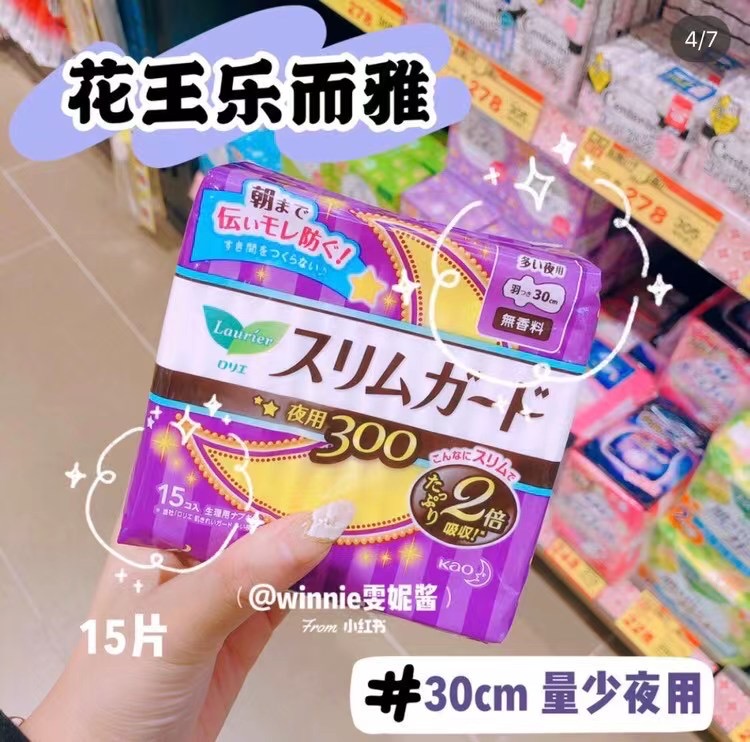 4/7
花王乐而雅
278
278
278
朝まで
伝いモレ防ぐ!
すき間をつくらない♪
多い夜用
羽つき30cm
無香料
Laurier
ロリエ
スリムガード
夜用300
こんなにスリムで
たっぷり
2倍
吸収!
15コ入 生理用ナプキ
Kao
@winnie雯妮酱
From 小红书
15片
#30cm 量少夜用